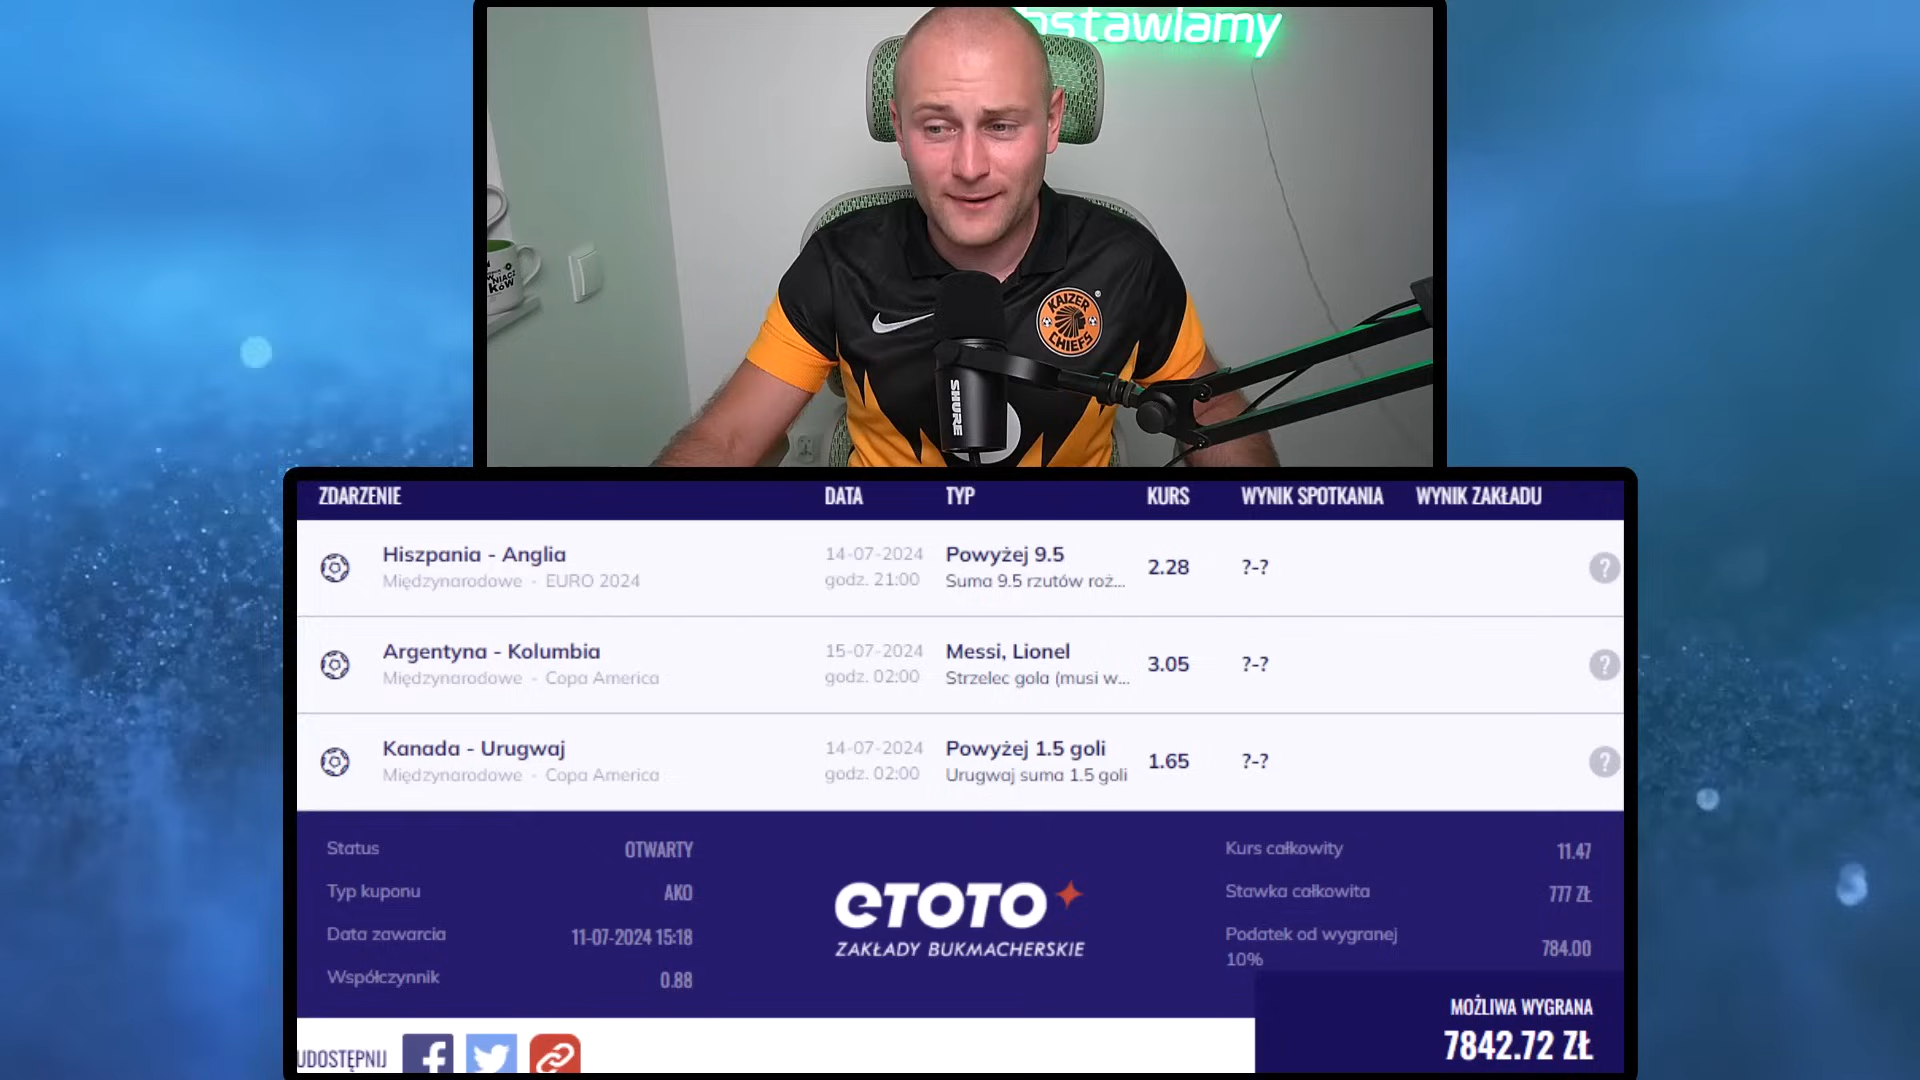 stawlamy
KAIZER
CHIEFS
SHURE
ZDARZENIE DATA TYP KURS WYNIK SPOTKANIA WYNIK ZAKŁADU
Hiszpania - Anglia 14-07-2024 Powyżej 9.5 2.28 ?-? ?
Międzynarodowe - EURO 2024 godz. 21:00 Suma 9.5 rzutów roż...
Argentyna - Kolumbia 15-07-2024 Messi, Lionel 3.05 ?-? ?
Międzynarodowe - Copa America godz. 02:00 Strzelec gola (musi w...
Kanada - Urugwaj 14-07-2024 Powyżej 1.5 goli 1.65 ?-? ?
Międzynarodowe - Copa America godz. 02:00 Urugwaj suma 1.5 goli
Status OTWARTY
Typ kuponu AKO
Data zawarcia 11-07-2024 15:18
Współczynnik 0.88
eTOTO
ZAKŁADY BUKMACHERSKIE
Kurs całkowity 11.47
Stawka całkowita 777 ZŁ
Podatek od wygranej
10% 784.00
MOŻLIWA WYGRANA
7842.72 ZŁ
UDOSTĘPNIJ